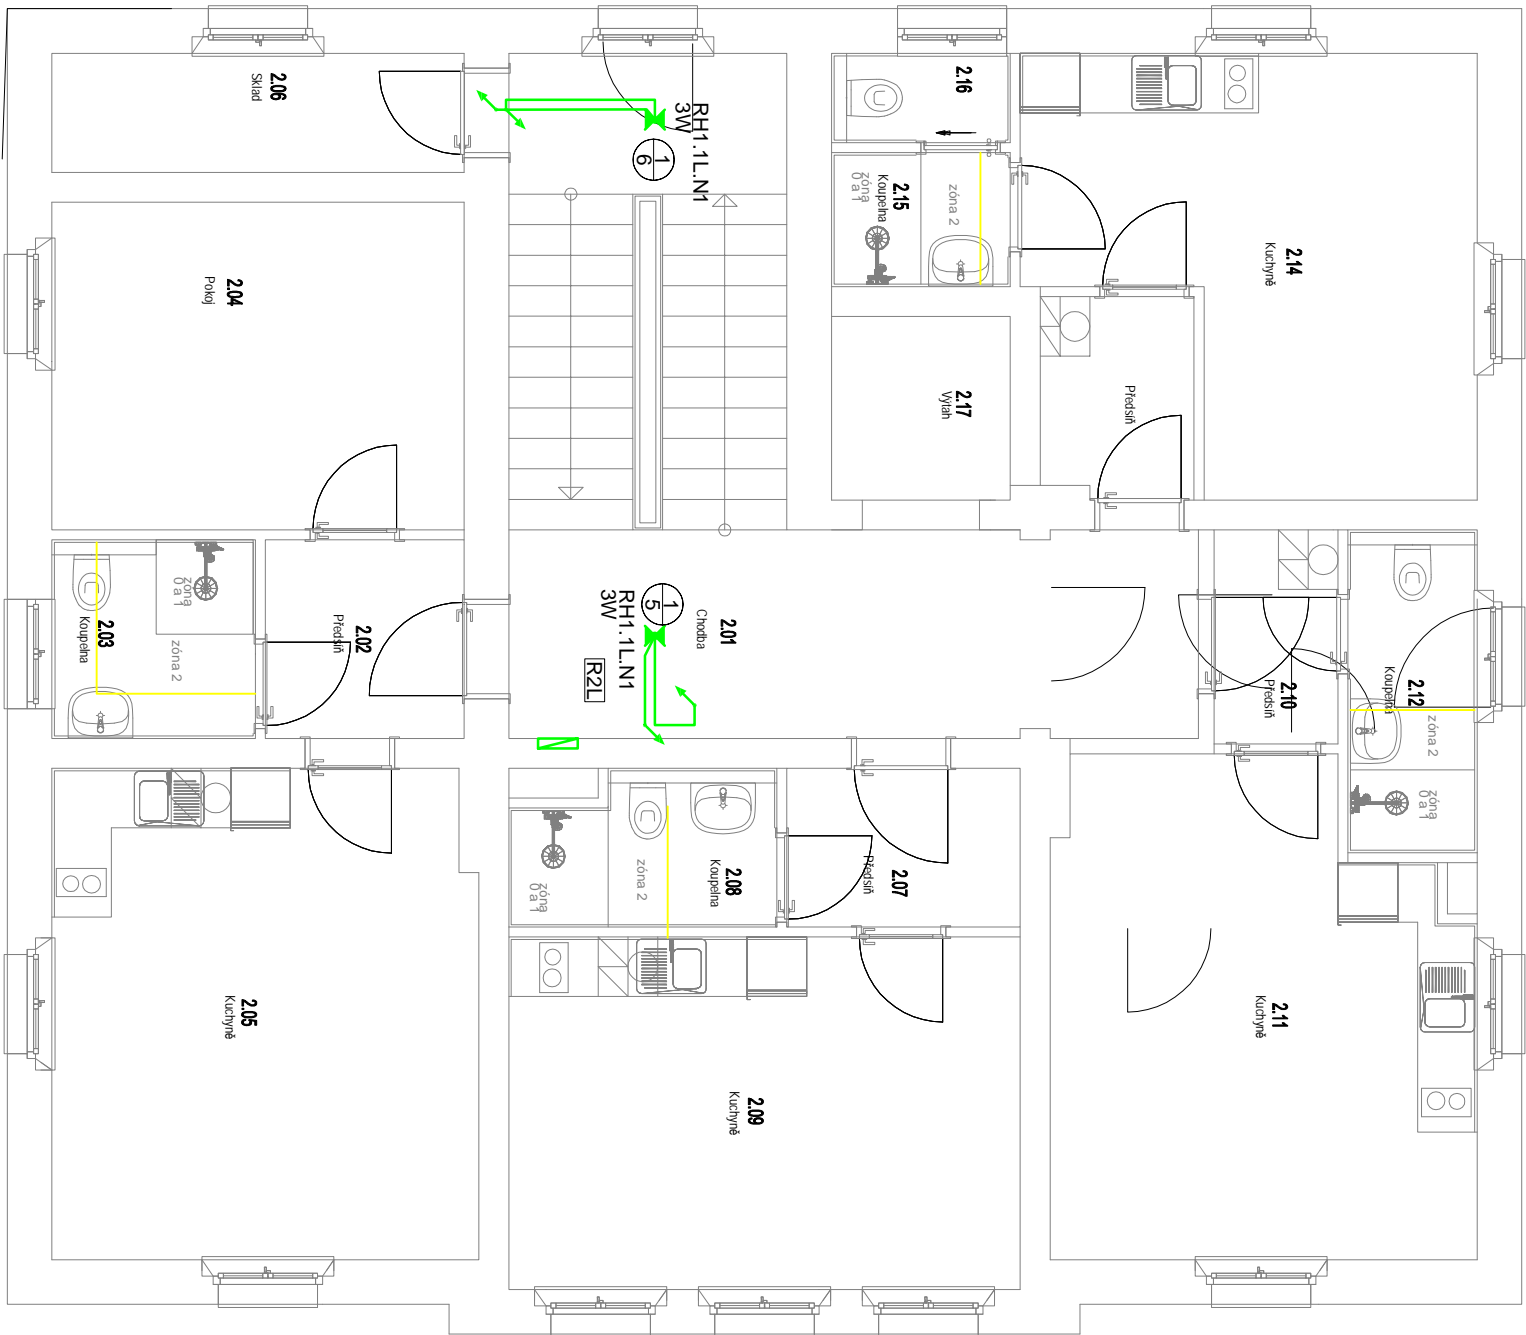 2.06
Sklad
RH1.1L.N1
3W
1
6
2.16
2.15
Koupelna
zóna
0 a 1
zóna 2
2.14
Kuchyně
2.04
Pokoj
2.17
Výtah
Předsíň
2.03
Koupelna
zóna
0 a 1
zóna 2
2.02
Předsíň
1
5
RH1.1L.N1
3W
R2L
2.01
Chodba
2.10
Předsíň
2.12
Koupelna
zóna 2
zóna
0 a 1
zóna
0 a 1
zóna 2
2.08
Koupelna
2.07
Předsíň
2.05
Kuchyně
2.09
Kuchyně
2.11
Kuchyně